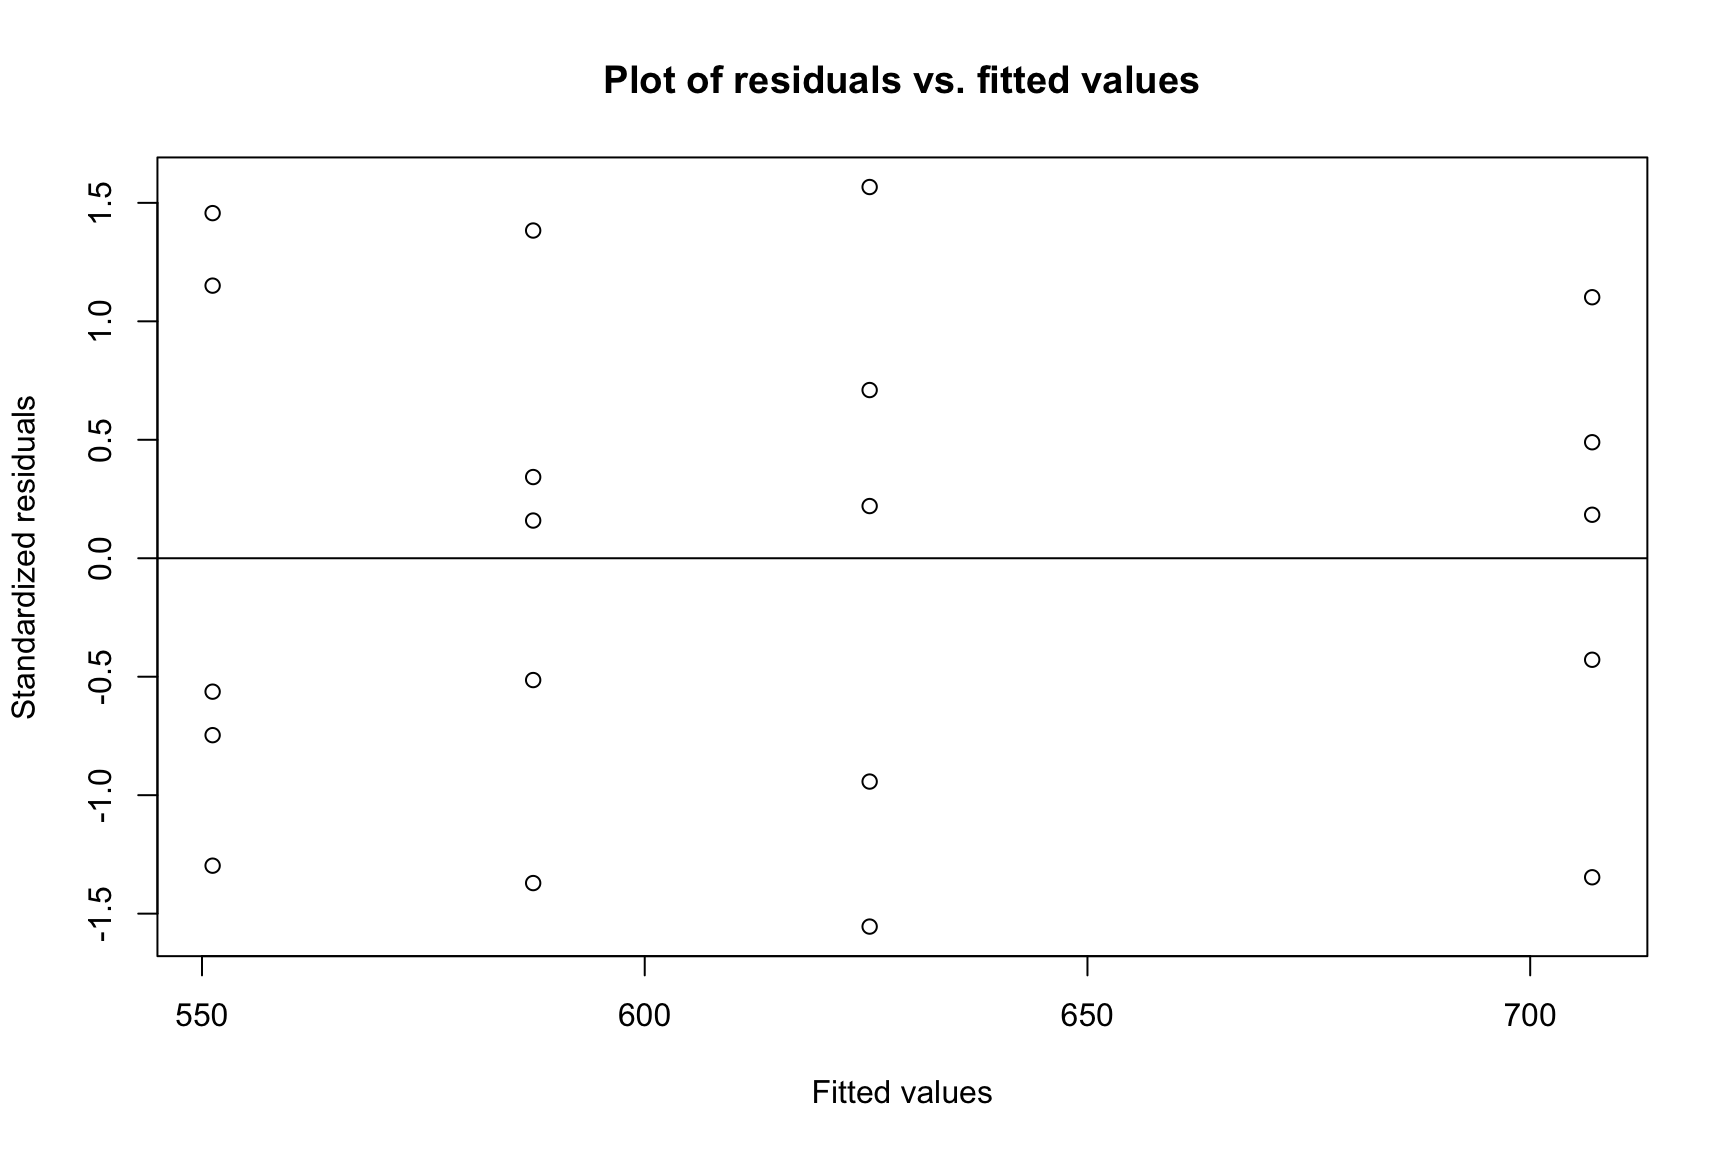 Plot of residuals vs. fitted values
Standardized residuals
1.5
1.0
0.5
0.0
-0.5
-1.0
-1.5
550 600 650 700
Fitted values